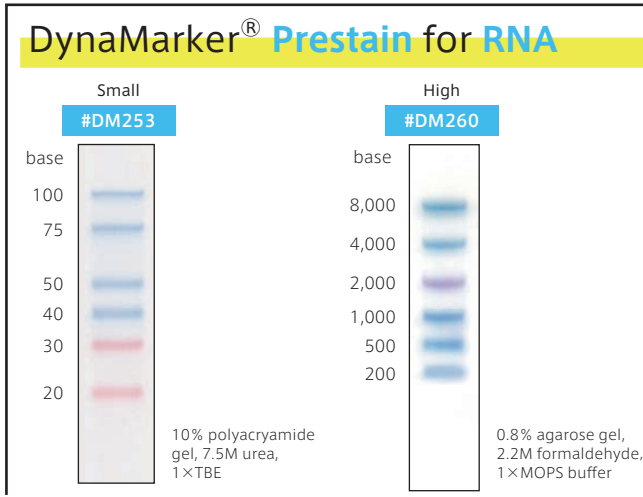 DynaMarker® Prestain for RNA
Small
#DM253
base
100
75
50
40
30
20
10% polyacryamide
gel, 7.5M urea,
1×TBE
High
#DM260
base
8,000
4,000
2,000
1,000
500
200
0.8% agarose gel,
2.2M formaldehyde,
1×MOPS buffer